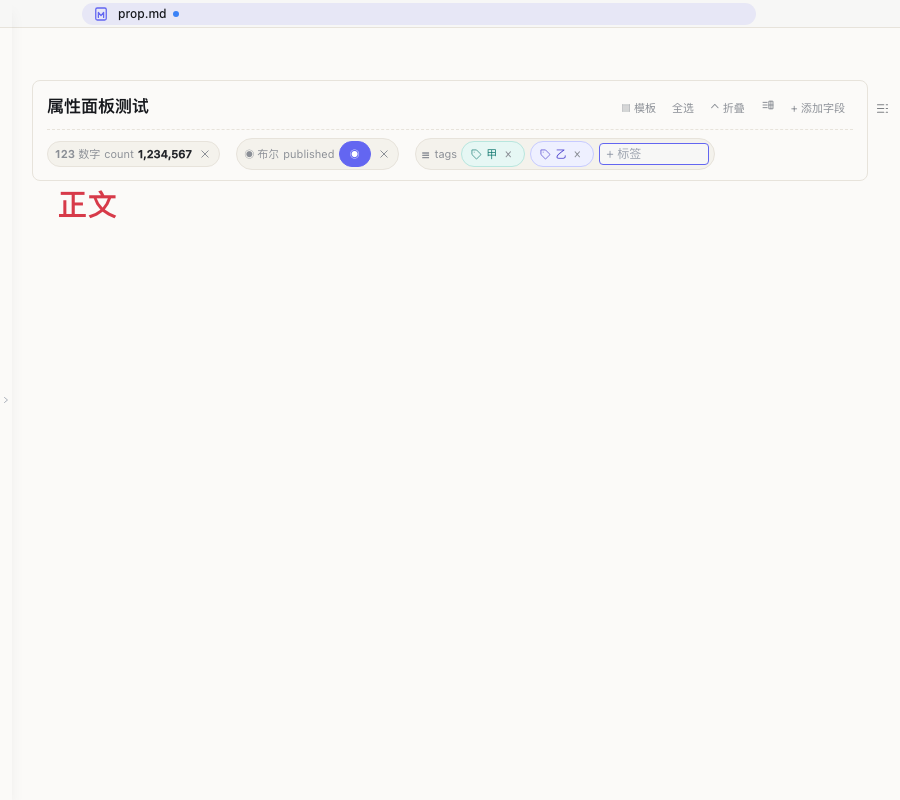 prop.md
属性面板测试
模板 全选 折叠 + 添加字段
123 数字 count 1,234,567 × 布尔 published × tags 甲 × 乙 × + 标签
正文